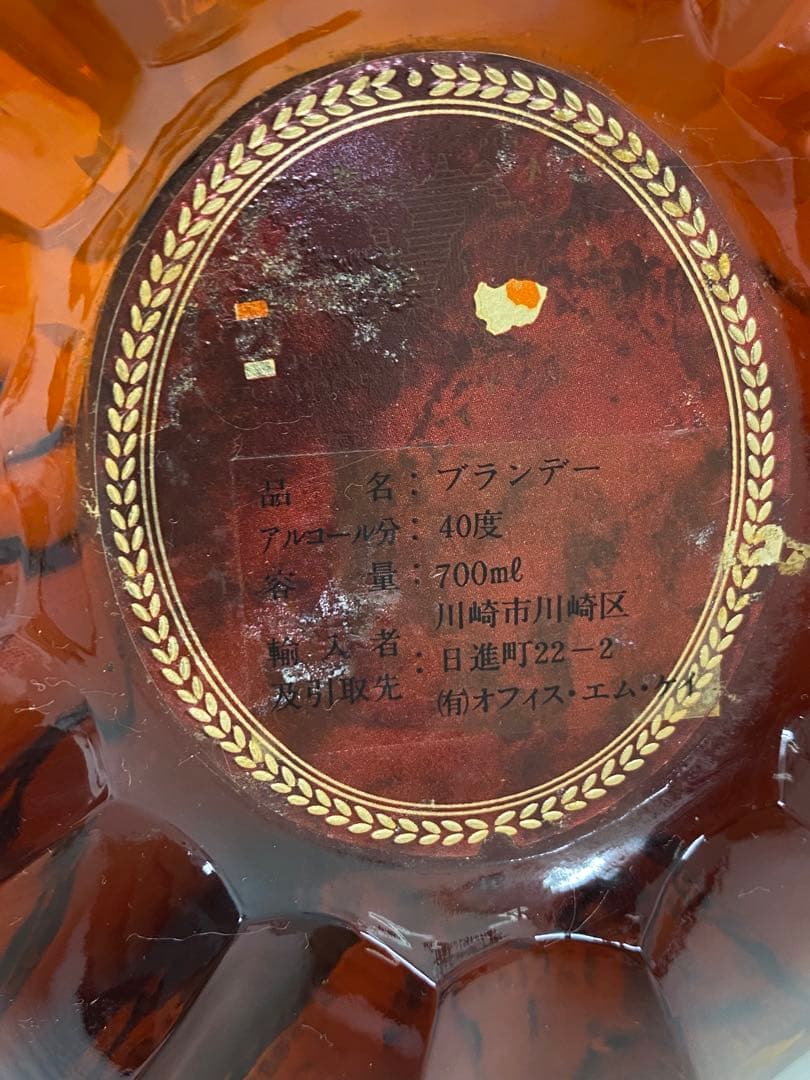 品 名：ブランデー
アルコール分：40度
容 量：700mℓ
川崎市川崎区
輸入者：日進町22－2
及引取先 ㈲オフィス・エム・ケイ